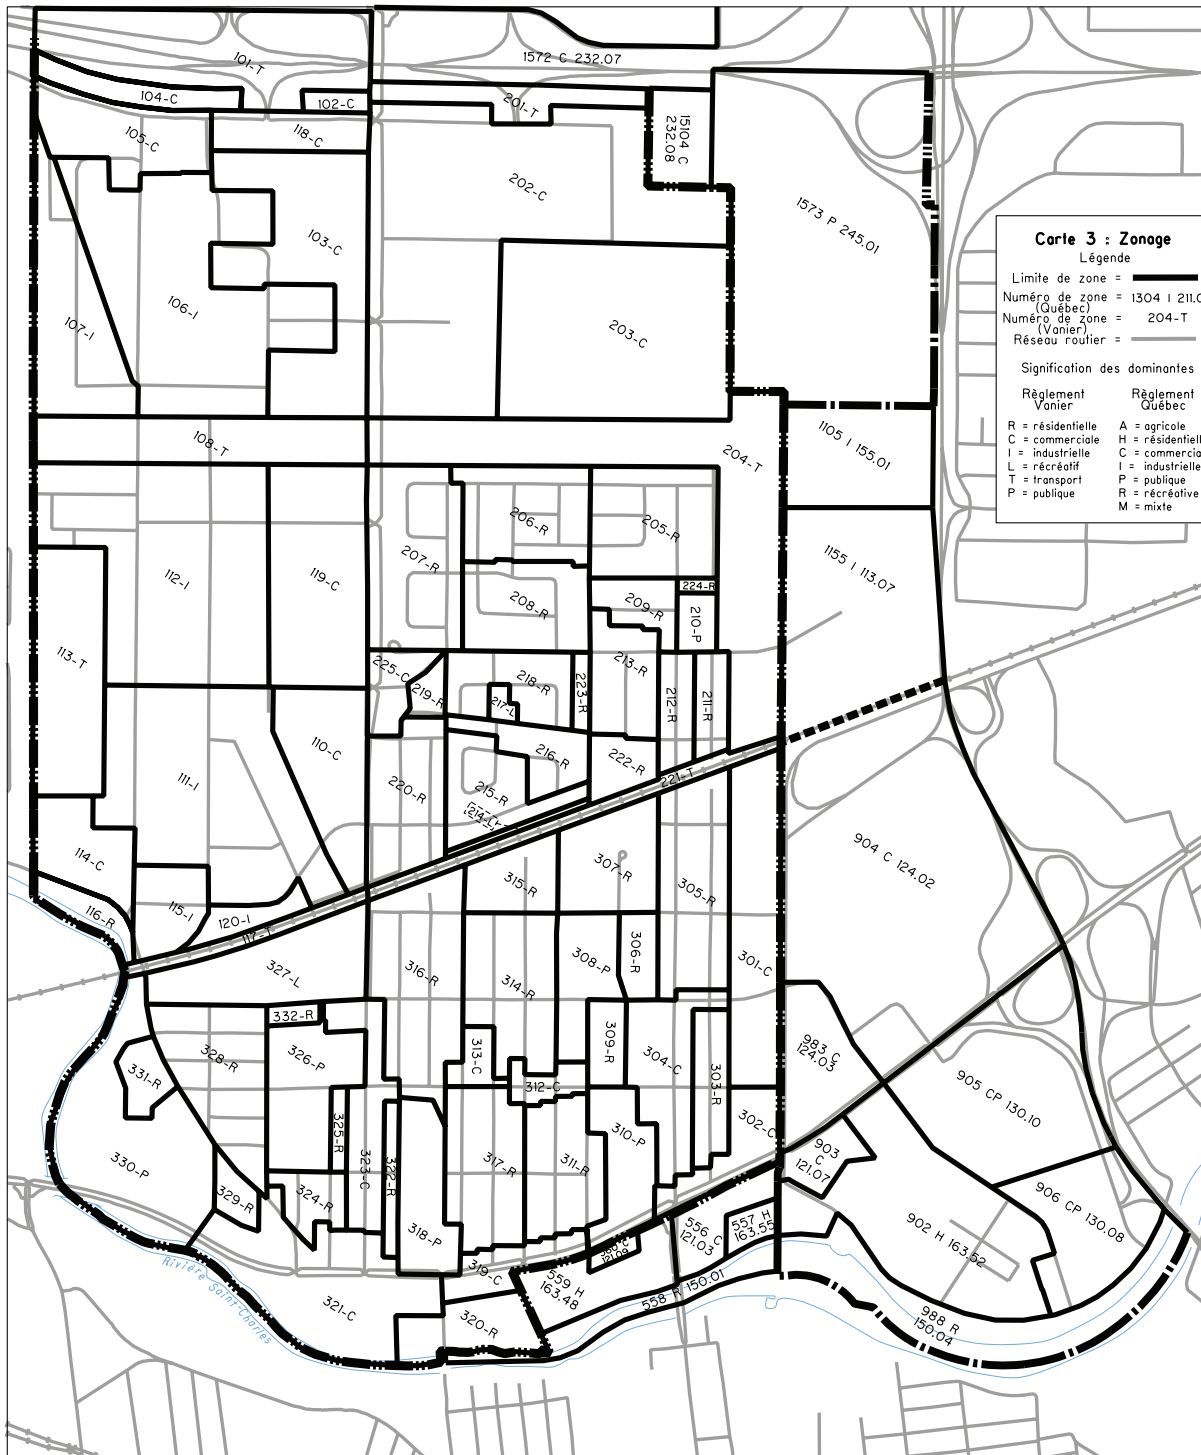 101-T
1572 C 232.07
104-C
102-C
201-T
105-C
118-C
15104 C
232.08
202-C
1573 P 245.01
103-C
106-I
107-I
203-C
Carte 3 : Zonage
Légende
Limite de zone =
Numéro de zone = 1304 I 211.0
(Québec)
Numéro de zone = 204-T
(Vanier)
Réseau routier =
Signification des dominantes
Règlement
Vanier
R = résidentielle
C = commerciale
I = industrielle
L = récréatif
T = transport
P = publique
Règlement
Québec
A = agricole
H = résidentiell
C = commercia
I = industrielle
P = publique
R = récréative
M = mixte
108-T
204-T
1105 I 155.01
206-R
205-R
207-R
112-I
119-C
208-R
209-R
224-R
210-P
1155 I 113.07
113-T
225-C
219-R
218-R
217-L
223-R
213-R
212-R
211-R
110-C
111-I
220-R
216-R
215-R
214-L
222-R
221-T
114-C
904 C 124.02
307-R
315-R
305-R
116-R
115-I
120-I
117-T
327-L
316-R
314-R
308-P
306-R
301-C
332-R
328-R
326-P
313-C
309-R
304-C
303-R
983 C
124.03
331-R
312-C
905 CP 130.10
325-R
323-C
322-R
310-P
302-C
903
C
121.07
330-P
317-R
311-R
329-R
324-R
318-P
906 CP 130.08
556 C
121.03
557 H
163.55
902 H 163.52
560 C
121.09
319-C
559 H
163.48
558 R 150.01
Rivière Saint-Charles
321-C
320-R
988 R
150.04